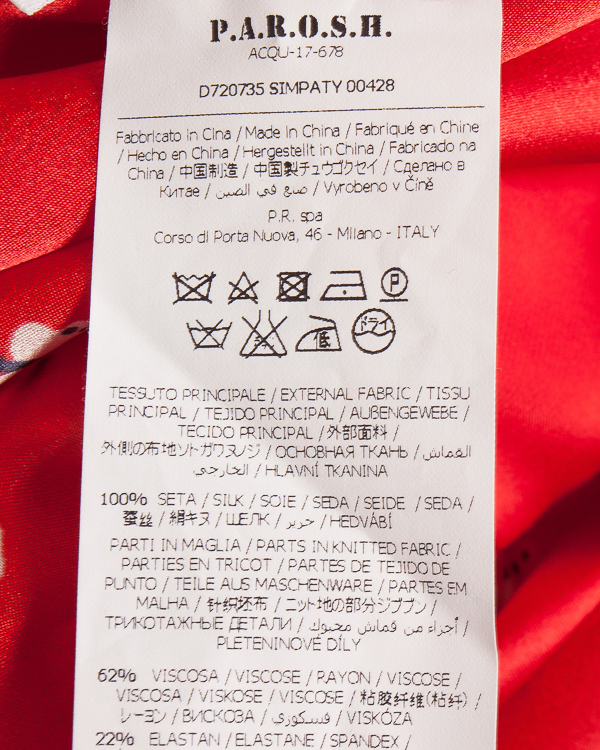 P.A.R.O.S.H.
ACQU-17-678
D720735 SIMPATY 00428
Fabbricato in Cina / Made in China / Fabriqué en Chine
/ Hecho en China / Hergestellt in China / Fabricado na
China / 中国制造 / 中国製チュウゴクセイ / Сделано в
Китае / صنع في الصين / Vyrobeno v Číně
P.R. spa
Corso di Porta Nuova, 46 - Milano - ITALY
P
低 ドライ
TESSUTO PRINCIPALE / EXTERNAL FABRIC / TISSU
PRINCIPAL / TEJIDO PRINCIPAL / AUßENGEWEBE /
TECIDO PRINCIPAL / 外部面料 /
外側の布地ソトガワヌノジ / ОСНОВНАЯ ТКАНЬ / القماش
الخارجي / HLAVNÍ TKANINA
100% SETA / SILK / SOIE / SEDA / SEIDE / SEDA /
蚕丝 / 絹キヌ / ШЕЛК / حرير / HEDVÁBÍ
PARTI IN MAGLIA / PARTS IN KNITTED FABRIC /
PARTIES EN TRICOT / PARTES DE TEJIDO DE
PUNTO / TEILE AUS MASCHENWARE / PARTES EM
MALHA / 针织坯布 / ニット地の部分ジブブン /
ТРИКОТАЖНЫЕ ДЕТАЛИ / أجزاء من قماش محبوك /
PLETENINOVÉ DÍLY
62% VISCOSA / VISCOSE / RAYON / VISCOSE /
VISCOSA / VISKOSE / VISCOSE / 粘胶纤维(粘纤) /
レーヨン / ВИСКОЗА / فسكوزي / VISKÓZA
22% ELASTAN / ELASTANE / SPANDEX /